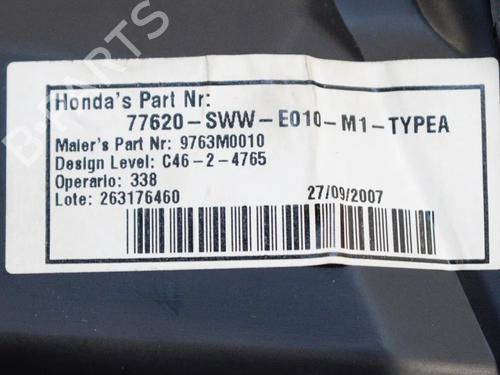 B-PARTS
Honda's Part Nr:
77620-SWW-E010-M1-TYPEA
Maier's Part Nr: 9763M0010
Design Level: C46-2-4765
Operario: 338
Lote: 263176460
27/09/2007